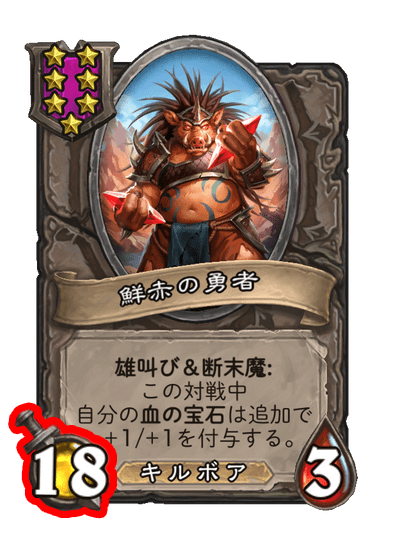 鮮赤の勇者
雄叫び＆断末魔:
この対戦中
自分の血の宝石は追加で
+1/+1を付与する。
18
キルボア
3